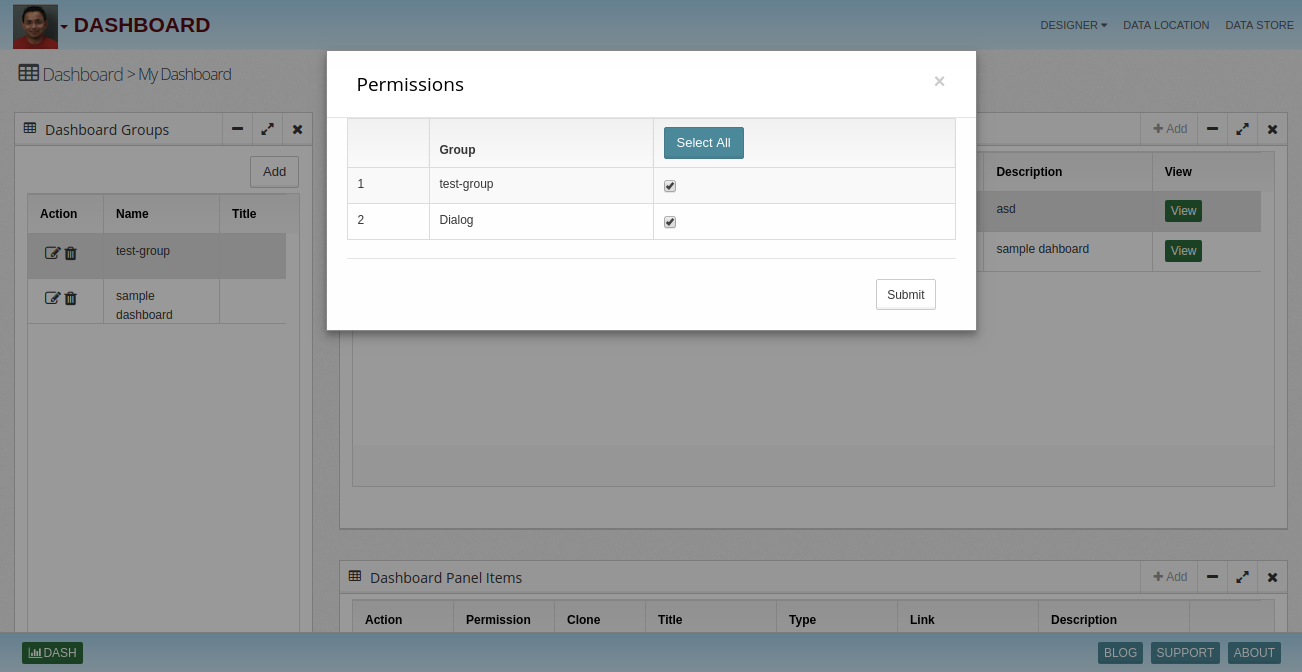 DASHBOARD
DESIGNER DATA LOCATION DATA STORE
Dashboard > My Dashboard
Permissions
×
Dashboard Groups
Add
Add
Action Name Title
test-group
sample
dashboard
Group Select All
1 test-group
2 Dialog
Submit
Description View
asd View
sample dahboard View
Dashboard Panel Items
Add
Action Permission Clone Title Type Link Description
DASH
BLOG SUPPORT ABOUT